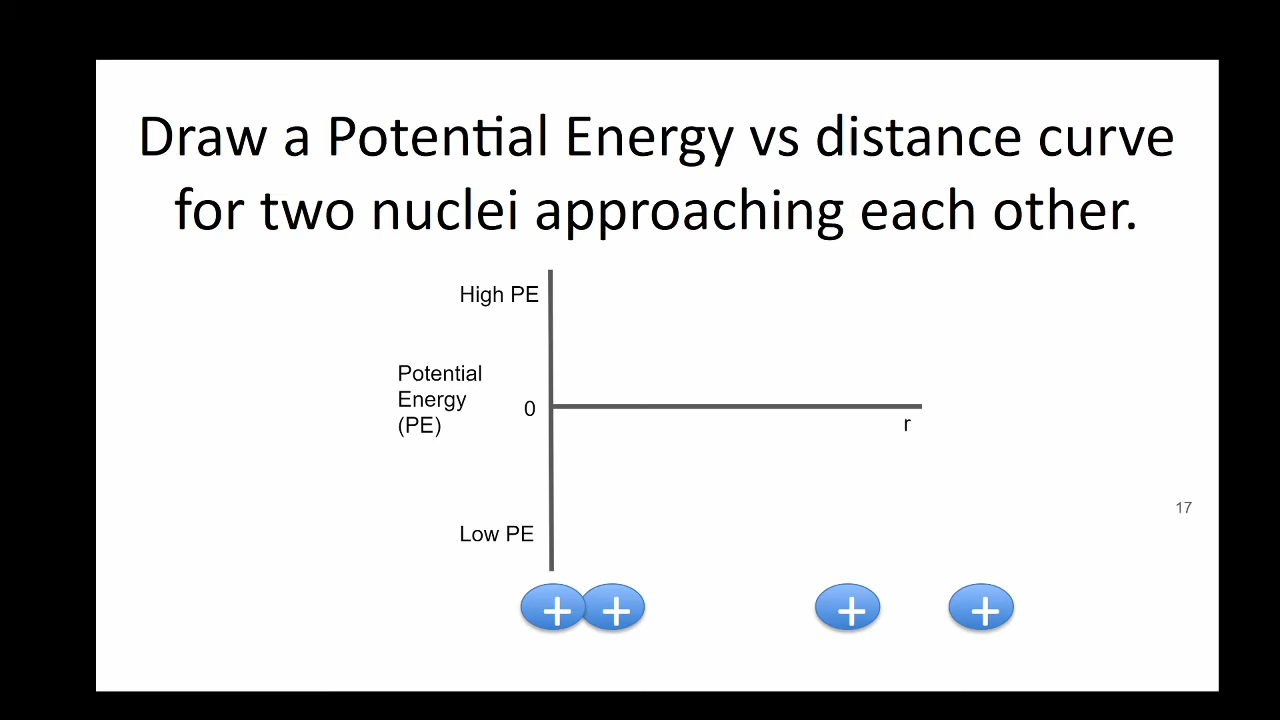 Draw a Potential Energy vs distance curve
for two nuclei approaching each other.
High PE
Potential
Energy
(PE)
0
r
17
Low PE
+ + + +